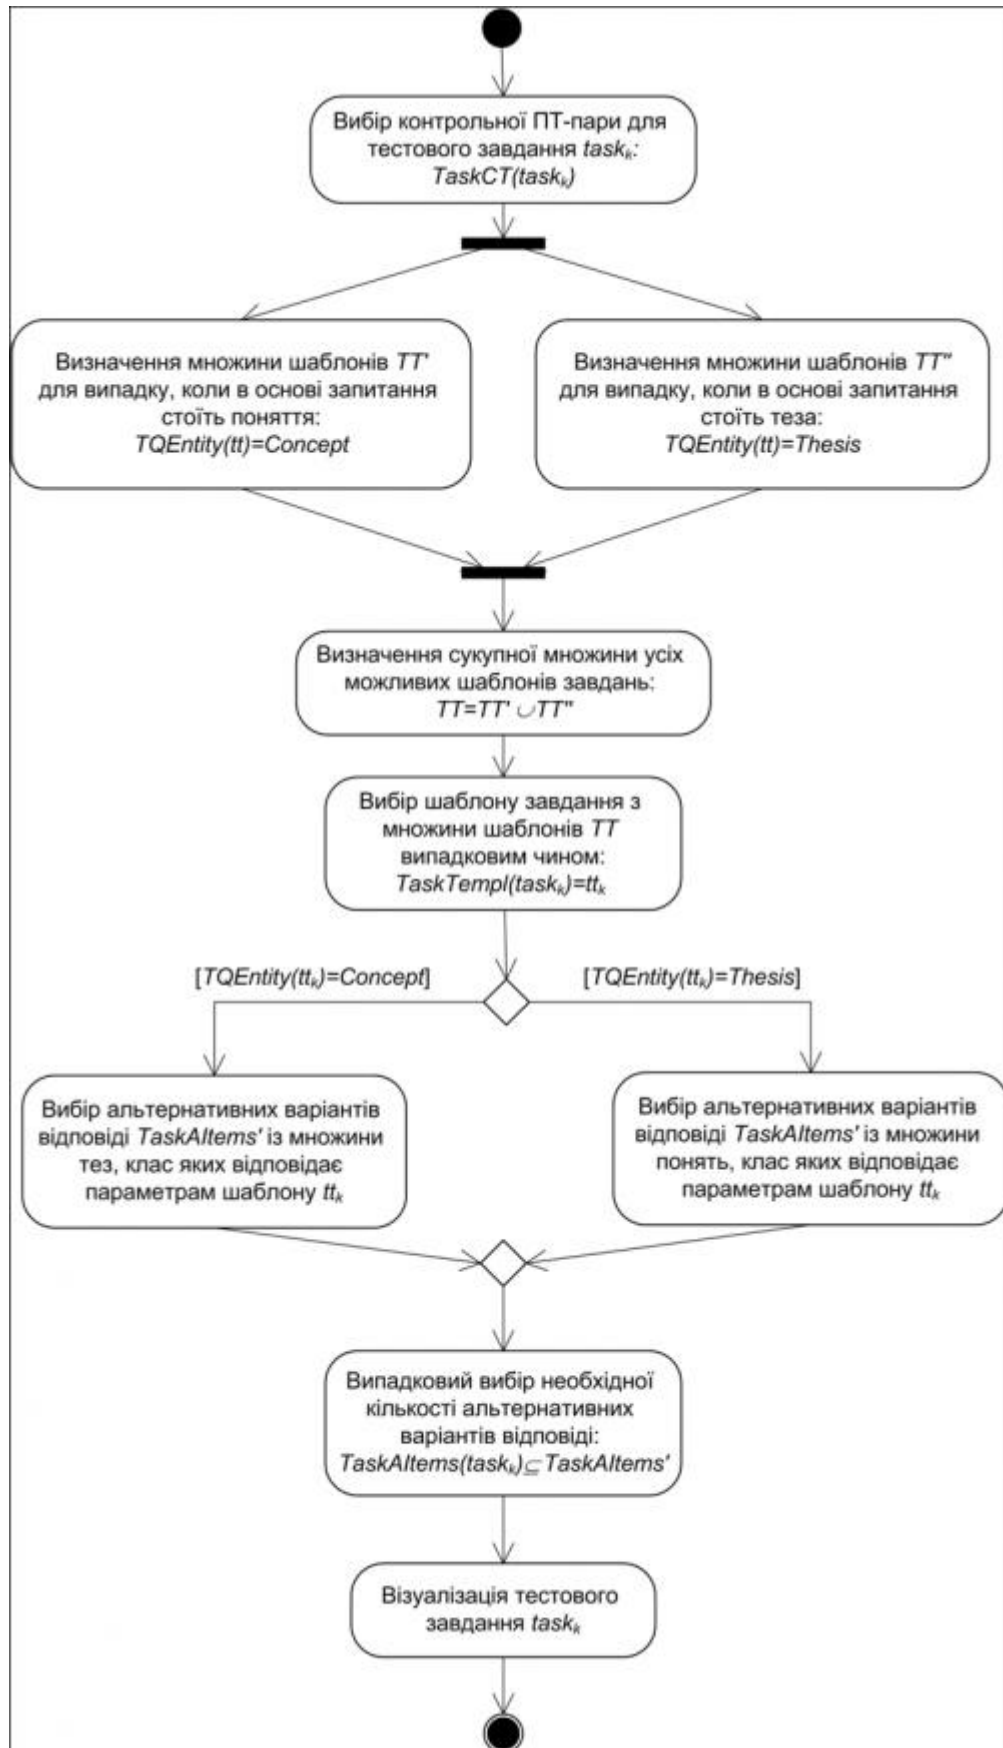 Вибір контрольної ПТ-пари для
тестового завдання taskₖ:
TaskCT(taskₖ)
Визначення множини шаблонів TT'
для випадку, коли в основі запитання
стоїть поняття:
TQEntity(tt)=Concept
Визначення множини шаблонів TT"
для випадку, коли в основі запитання
стоїть теза:
TQEntity(tt)=Thesis
Визначення сукупної множини усіх
можливих шаблонів завдань:
TT=TT' ∪TT"
Вибір шаблону завдання з
множини шаблонів TT
випадковим чином:
TaskTempl(taskₖ)=ttₖ
[TQEntity(ttₖ)=Concept]
[TQEntity(ttₖ)=Thesis]
Вибір альтернативних варіантів
відповіді TaskAItems' із множини
тез, клас яких відповідає
параметрам шаблону ttₖ
Вибір альтернативних варіантів
відповіді TaskAItems' із множини
понять, клас яких відповідає
параметрам шаблону ttₖ
Випадковий вибір необхідної
кількості альтернативних
варіантів відповіді:
TaskAItems(taskₖ)⊆TaskAItems'
Візуалізація тестового
завдання taskₖ